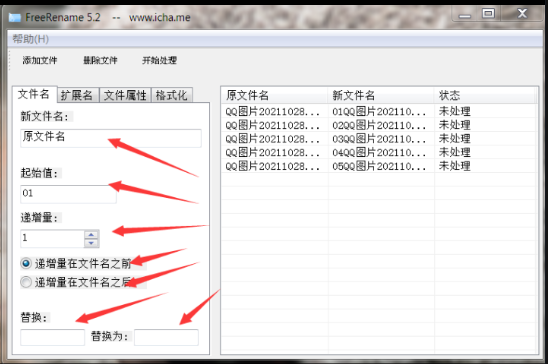 FreeRename 5.2 -- www.icha.me
帮助(H)
添加文件 删除文件 开始处理
文件名 扩展名 文件属性 格式化
新文件名:
原文件名
起始值:
01
递增量:
1
递增量在文件名之前
递增量在文件名之后
替换:
替换为:
原文件名 新文件名 状态
QQ图片20211028... 01QQ图片202110... 未处理
QQ图片20211028... 02QQ图片202110... 未处理
QQ图片20211028... 03QQ图片202110... 未处理
QQ图片20211028... 04QQ图片202110... 未处理
QQ图片20211028... 05QQ图片202110... 未处理